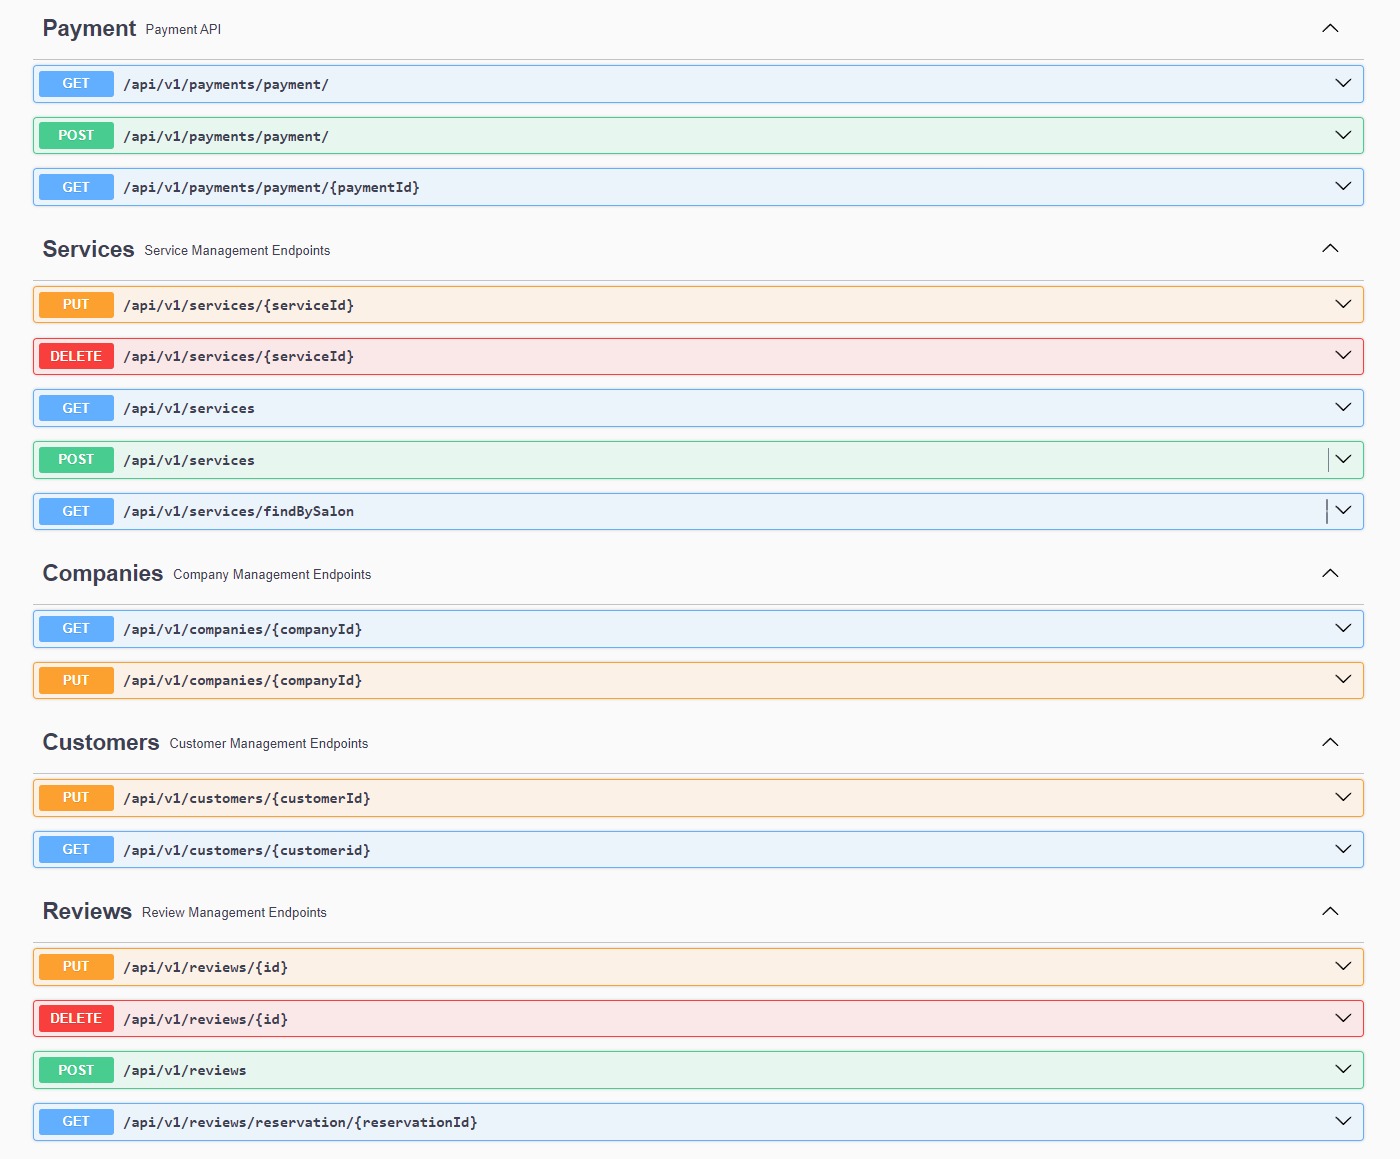 Payment Payment API
GET /api/v1/payments/payment/
POST /api/v1/payments/payment/
GET /api/v1/payments/payment/{paymentId}
Services Service Management Endpoints
PUT /api/v1/services/{serviceId}
DELETE /api/v1/services/{serviceId}
GET /api/v1/services
POST /api/v1/services
GET /api/v1/services/findBySalon
Companies Company Management Endpoints
GET /api/v1/companies/{companyId}
PUT /api/v1/companies/{companyId}
Customers Customer Management Endpoints
PUT /api/v1/customers/{customerId}
GET /api/v1/customers/{customerid}
Reviews Review Management Endpoints
PUT /api/v1/reviews/{id}
DELETE /api/v1/reviews/{id}
POST /api/v1/reviews
GET /api/v1/reviews/reservation/{reservationId}